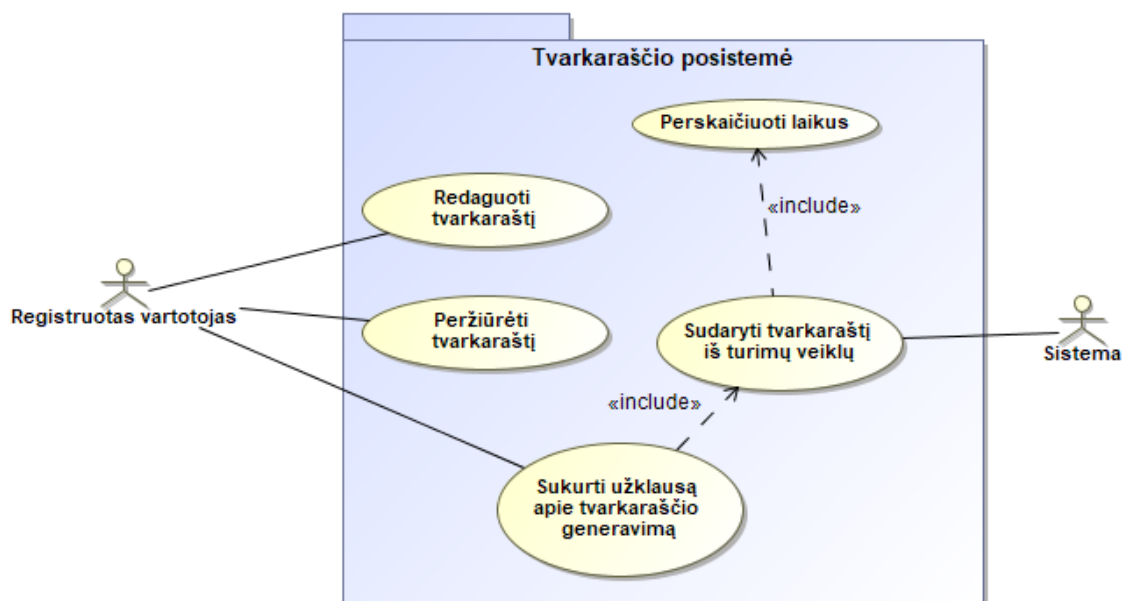 Tvarkaraščio posistemė
Perskaičiuoti laikus
Redaguoti
tvarkaraštį
«include»
Registruotas vartotojas
Peržiūrėti
tvarkaraštį
Sudaryti tvarkaraštį
iš turimų veiklų
Sistema
«include»
Sukurti užklausą
apie tvarkaraščio
generavimą